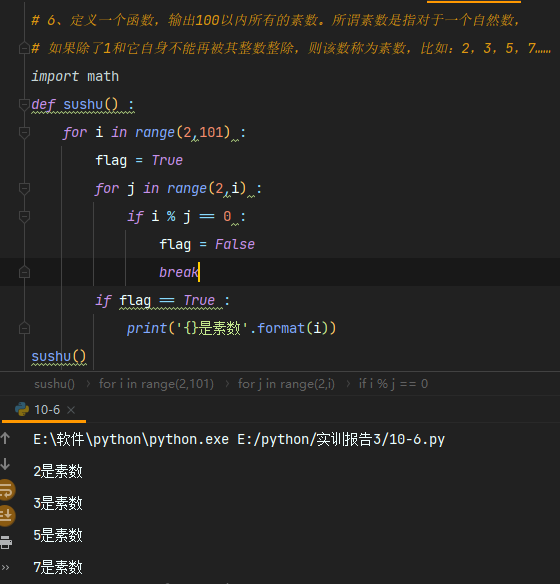 # 6、定义一个函数，输出100以内所有的素数。所谓素数是指对于一个自然数，
# 如果除了1和它自身不能再被其整数整除，则该数称为素数，比如：2，3，5，7……
import math
def sushu() :
for i in range(2,101) :
flag = True
for j in range(2,i) :
if i % j == 0 :
flag = False
break
if flag == True :
print('{}是素数'.format(i))
sushu()
sushu() › for i in range(2,101) › for j in range(2,i) › if i % j == 0
10-6 ×
E:\软件\python\python.exe E:/python/实训报告3/10-6.py
2是素数
3是素数
5是素数
7是素数